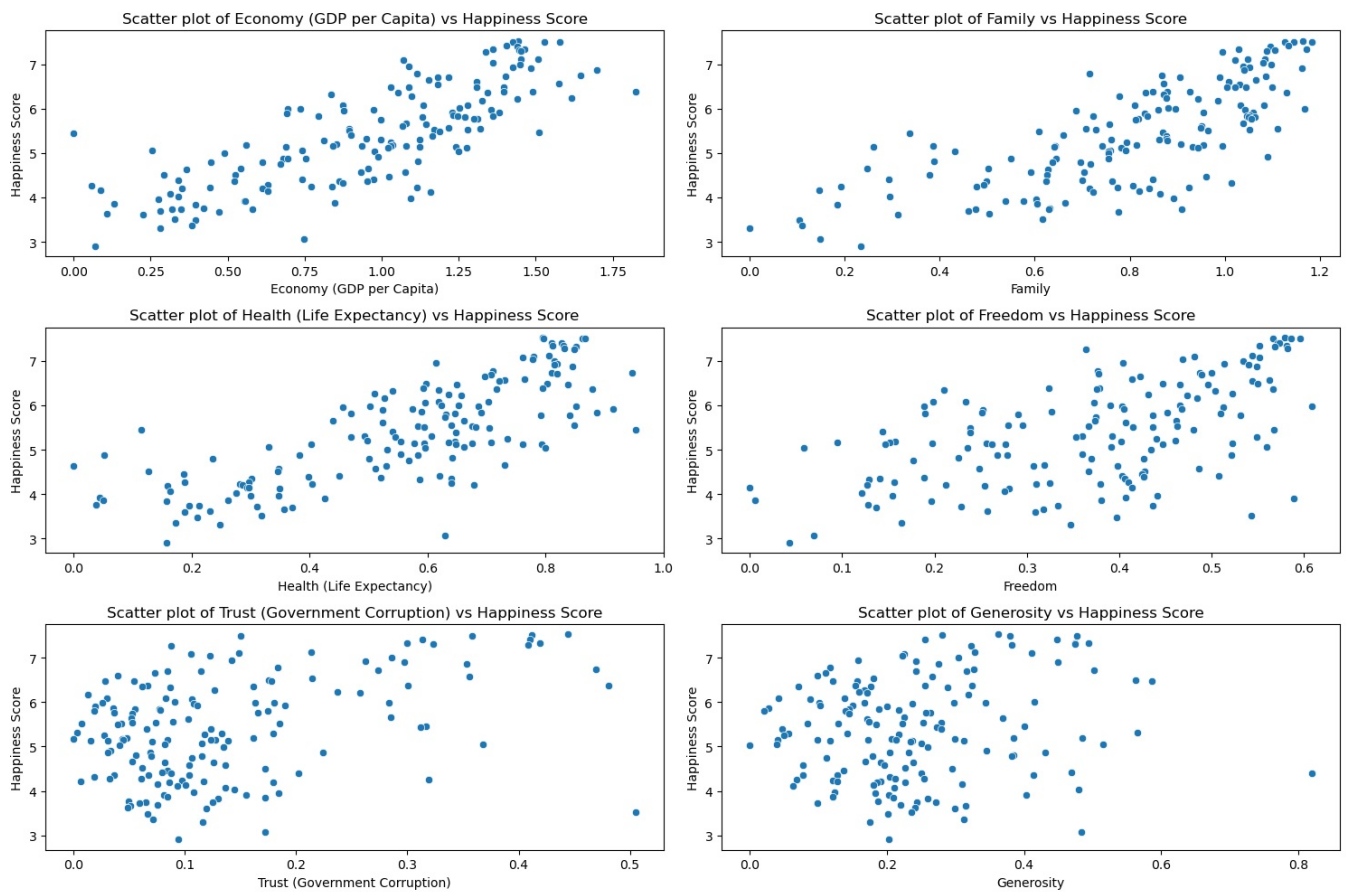 Scatter plot of Economy (GDP per Capita) vs Happiness Score
Happiness Score
7
6
5
4
3
0.00 0.25 0.50 0.75 1.00 1.25 1.50 1.75
Economy (GDP per Capita)
Scatter plot of Family vs Happiness Score
Happiness Score
7
6
5
4
3
0.0 0.2 0.4 0.6 0.8 1.0 1.2
Family
Scatter plot of Health (Life Expectancy) vs Happiness Score
Happiness Score
7
6
5
4
3
0.0 0.2 0.4 0.6 0.8 1.0
Health (Life Expectancy)
Scatter plot of Freedom vs Happiness Score
Happiness Score
7
6
5
4
3
0.0 0.1 0.2 0.3 0.4 0.5 0.6
Freedom
Scatter plot of Trust (Government Corruption) vs Happiness Score
Happiness Score
7
6
5
4
3
0.0 0.1 0.2 0.3 0.4 0.5
Trust (Government Corruption)
Scatter plot of Generosity vs Happiness Score
Happiness Score
7
6
5
4
3
0.0 0.2 0.4 0.6 0.8
Generosity